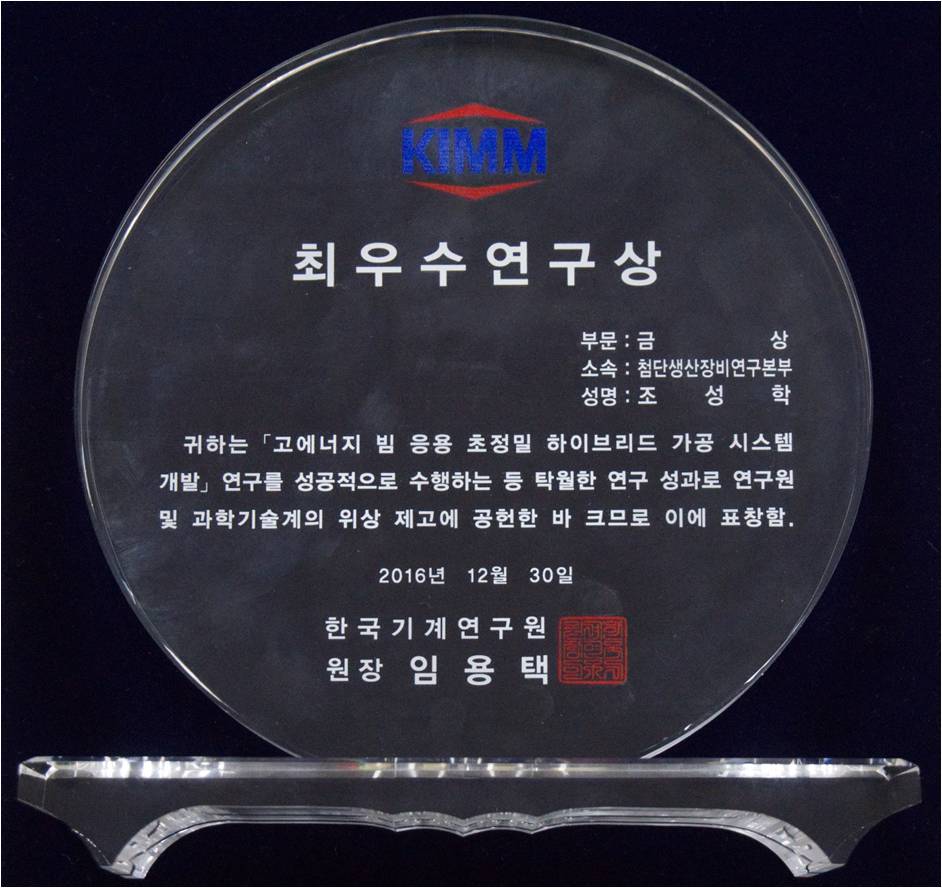 KIMM
최우수연구상
부문 : 금 상
소속 : 첨단생산장비연구본부
성명 : 조 성 학
귀하는 「고에너지 빔 응용 초정밀 하이브리드 가공 시스템
개발」 연구를 성공적으로 수행하는 등 탁월한 연구 성과로 연구원
및 과학기술계의 위상 제고에 공헌한 바 크므로 이에 표창함.
2016년 12월 30일
한국기계연구원
원장 임용택